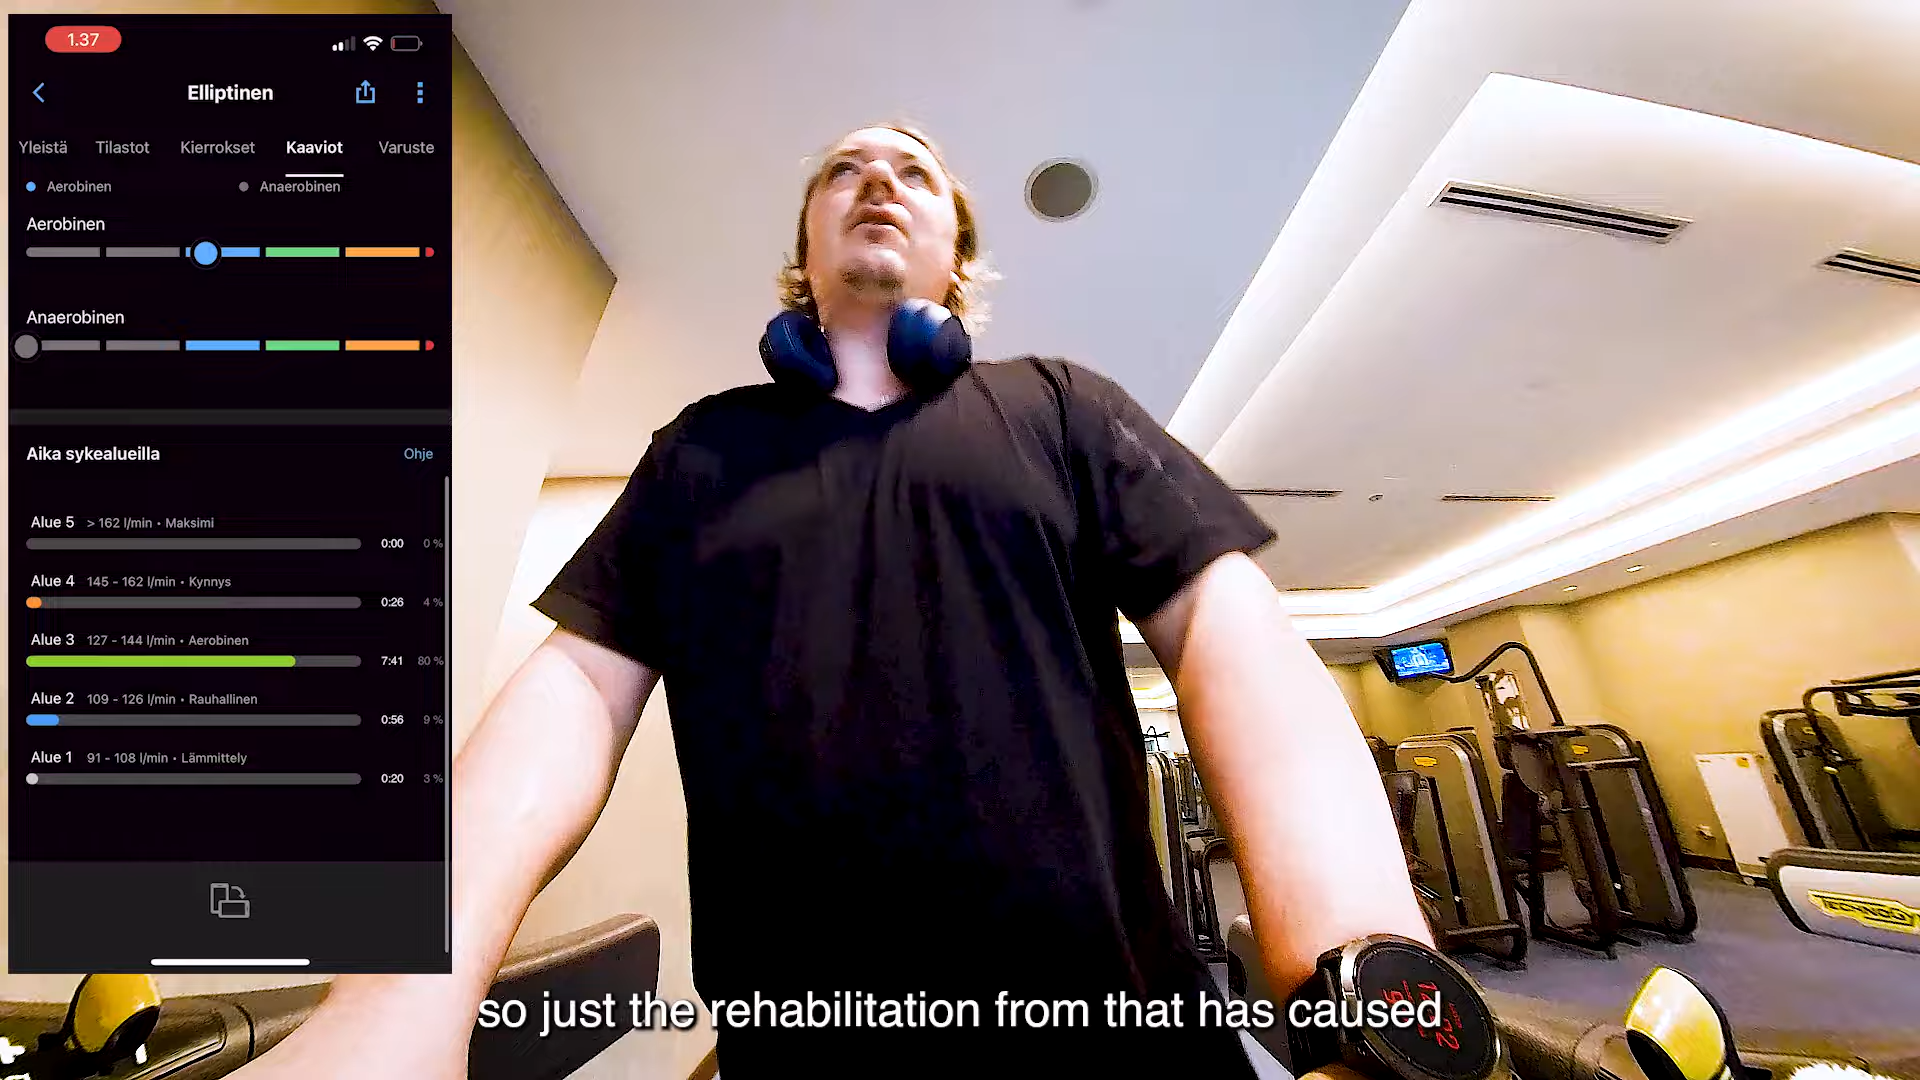 1.37
Elliptinen
Yleistä Tilastot Kierrokset Kaaviot Varuste
Aerobinen Anaerobinen
Aerobinen
Anaerobinen
Aika sykealueilla Ohje
Alue 5 > 162 l/min • Maksimi
0:00 0 %
Alue 4 145 - 162 l/min • Kynnys
0:26 4 %
Alue 3 127 - 144 l/min • Aerobinen
7:41 80 %
Alue 2 109 - 126 l/min • Rauhallinen
0:56 9 %
Alue 1 91 - 108 l/min • Lämmittely
0:20 3 %
so just the rehabilitation from that has caused